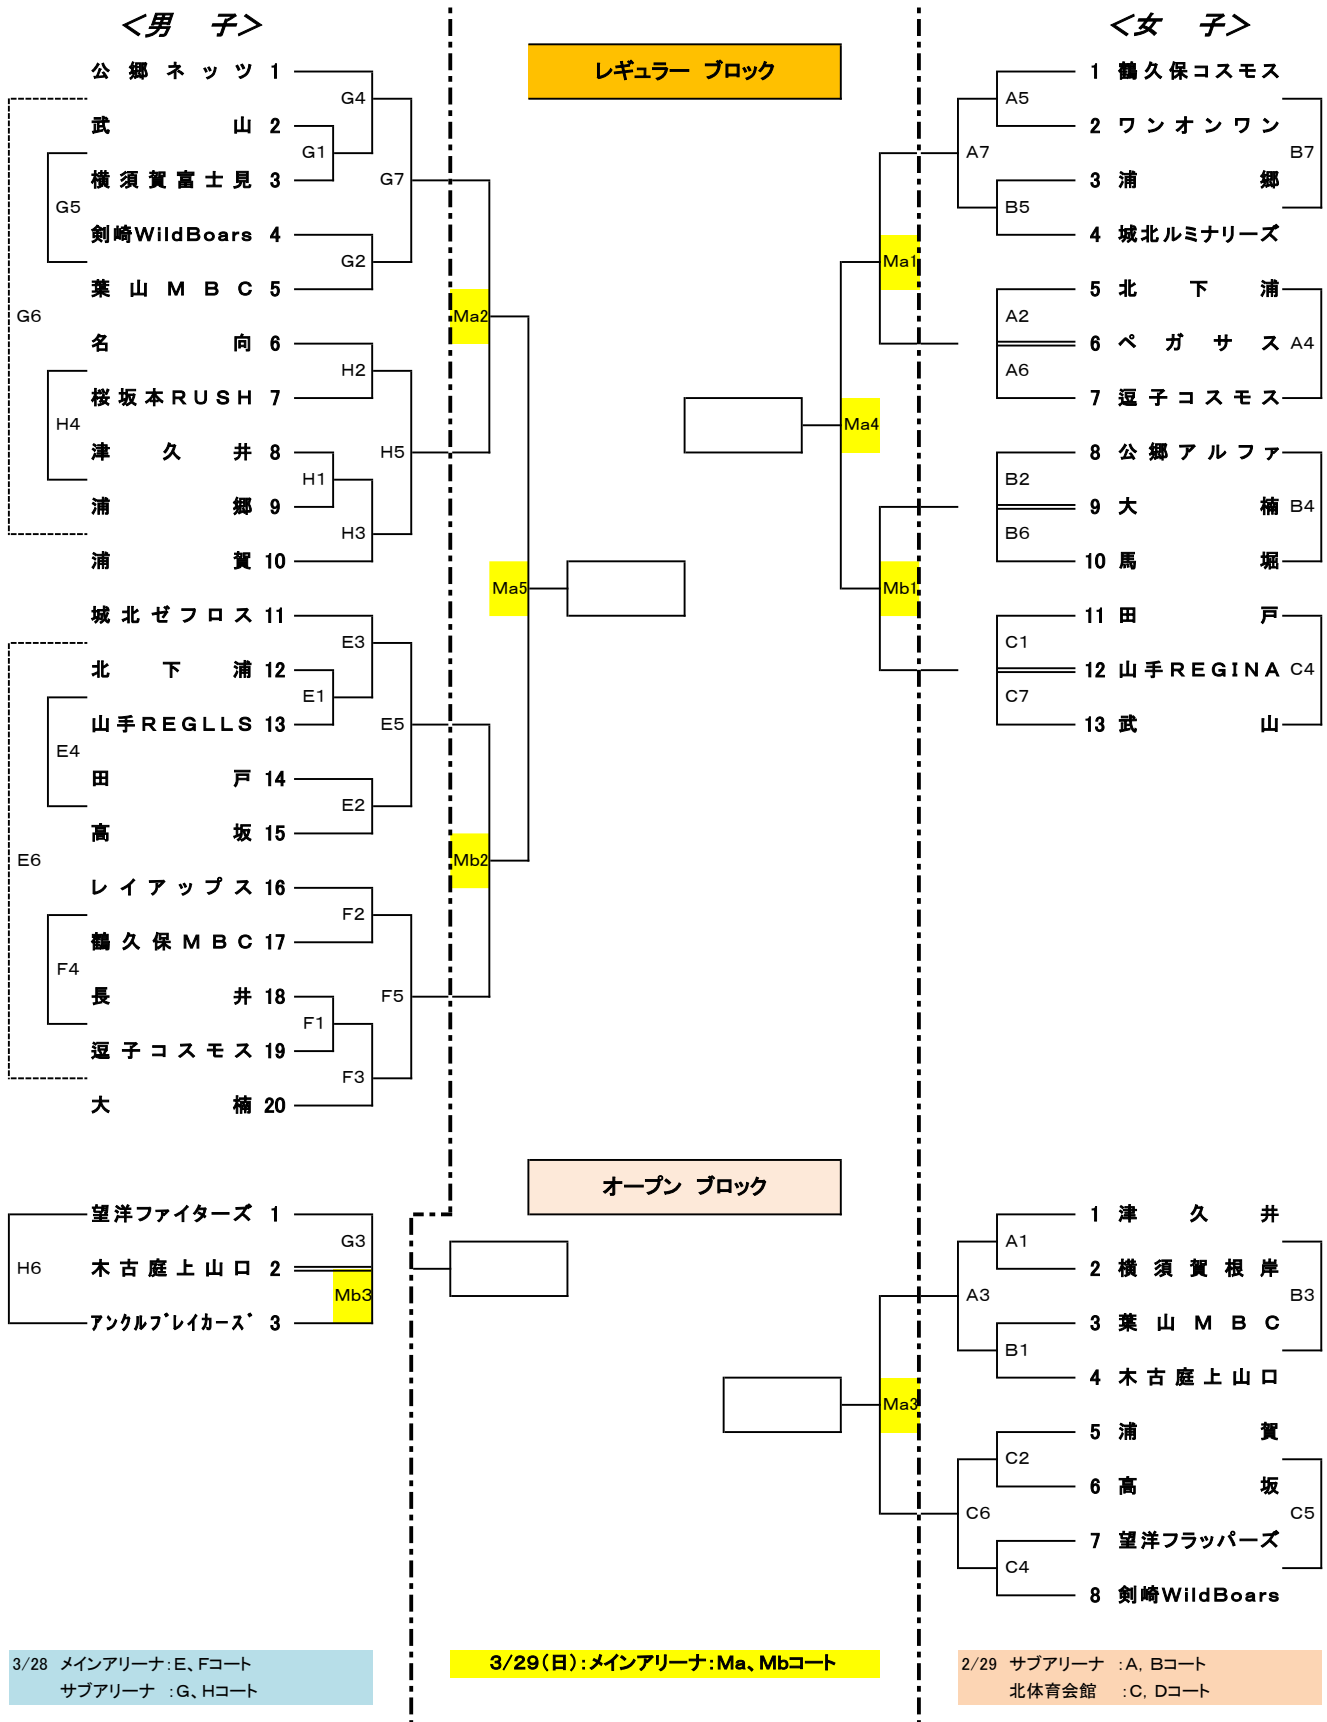 ＜男　子＞
＜女　子＞
レギュラー ブロック
公郷ネッツ 1
武山 2
横須賀富士見 3
剣崎WildBoars 4
葉山ＭＢＣ 5
名向 6
桜坂本ＲＵＳＨ 7
津久井 8
浦郷 9
浦賀 10
城北ゼフロス 11
北下浦 12
山手ＲＥＧＬＬＳ 13
田戸 14
高坂 15
レイアップス 16
鶴久保ＭＢＣ 17
長井 18
逗子コスモス 19
大楠 20
G4
G1
G7
G5
G2
G6
H2
H4
H5
H1
H3
E3
E1
E5
E4
E2
E6
F2
F4
F5
F1
F3
Ma2
Ma5
Mb2
1 鶴久保コスモス
2 ワンオンワン
3 浦郷
4 城北ルミナリーズ
5 北下浦
6 ペガサス
7 逗子コスモス
8 公郷アルファ
9 大楠
10 馬堀
11 田戸
12 山手ＲＥＧＩＮＡ
13 武山
A5
A7
B7
B5
Ma1
A2
A4
A6
Ma4
B2
B4
B6
Mb1
C1
C4
C7
オープン ブロック
望洋ファイターズ 1
木古庭上山口 2
アンクルブレイカーズ 3
G3
H6
Mb3
1 津久井
2 横須賀根岸
3 葉山ＭＢＣ
4 木古庭上山口
5 浦賀
6 高坂
7 望洋フラッパーズ
8 剣崎WildBoars
A1
A3
B3
B1
Ma3
C2
C6
C5
C4
3/28 メインアリーナ：E、Fコート
サブアリーナ ：G、Hコート
3/29（日）：メインアリーナ：Ma、Mbコート
2/29 サブアリーナ ：A，Bコート
北体育会館 ：C，Dコート